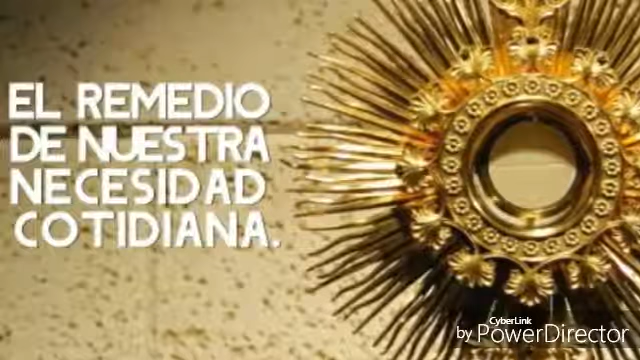 EL REMEDIO
DE NUESTRA
NECESIDAD
COTIDIANA.
CyberLink
by PowerDirector